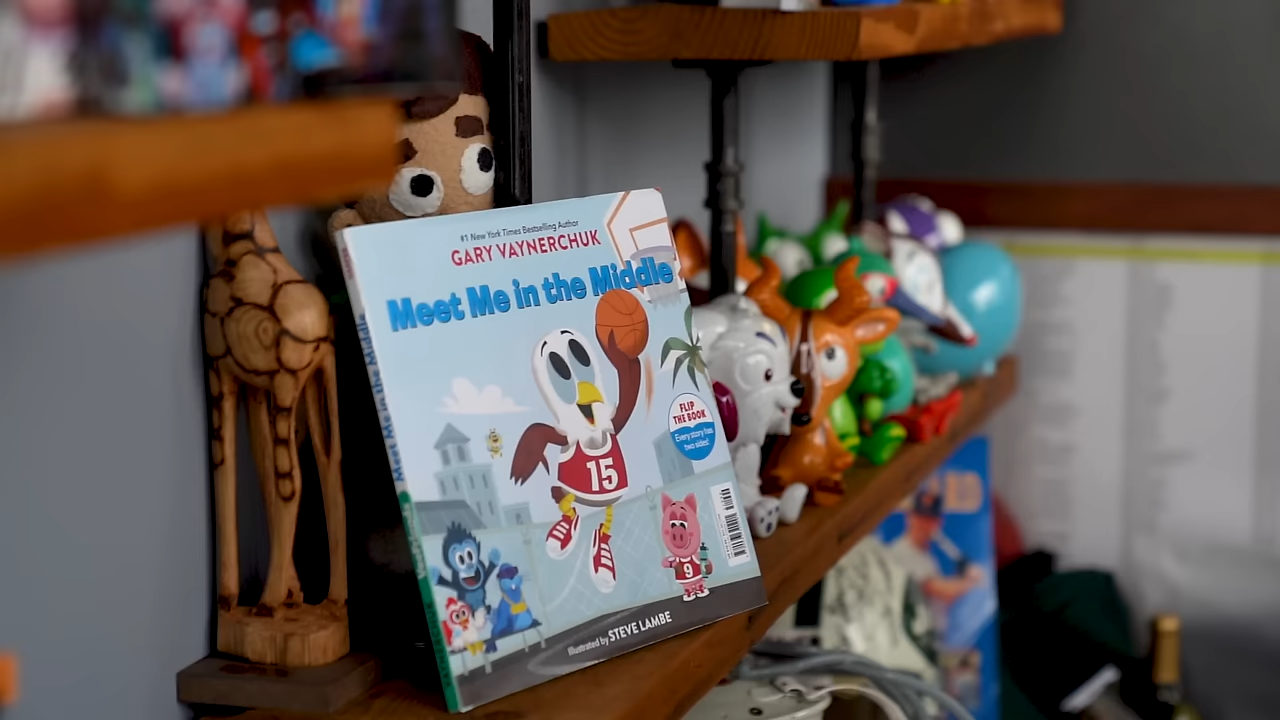 #1 New York Times Bestselling Author
GARY VAYNERCHUK
Meet Me in the Middle
FLIP
THE BOOK
Every story has
two sides!
15
9
Illustrated by STEVE LAMBE
Meet Me in the Middle